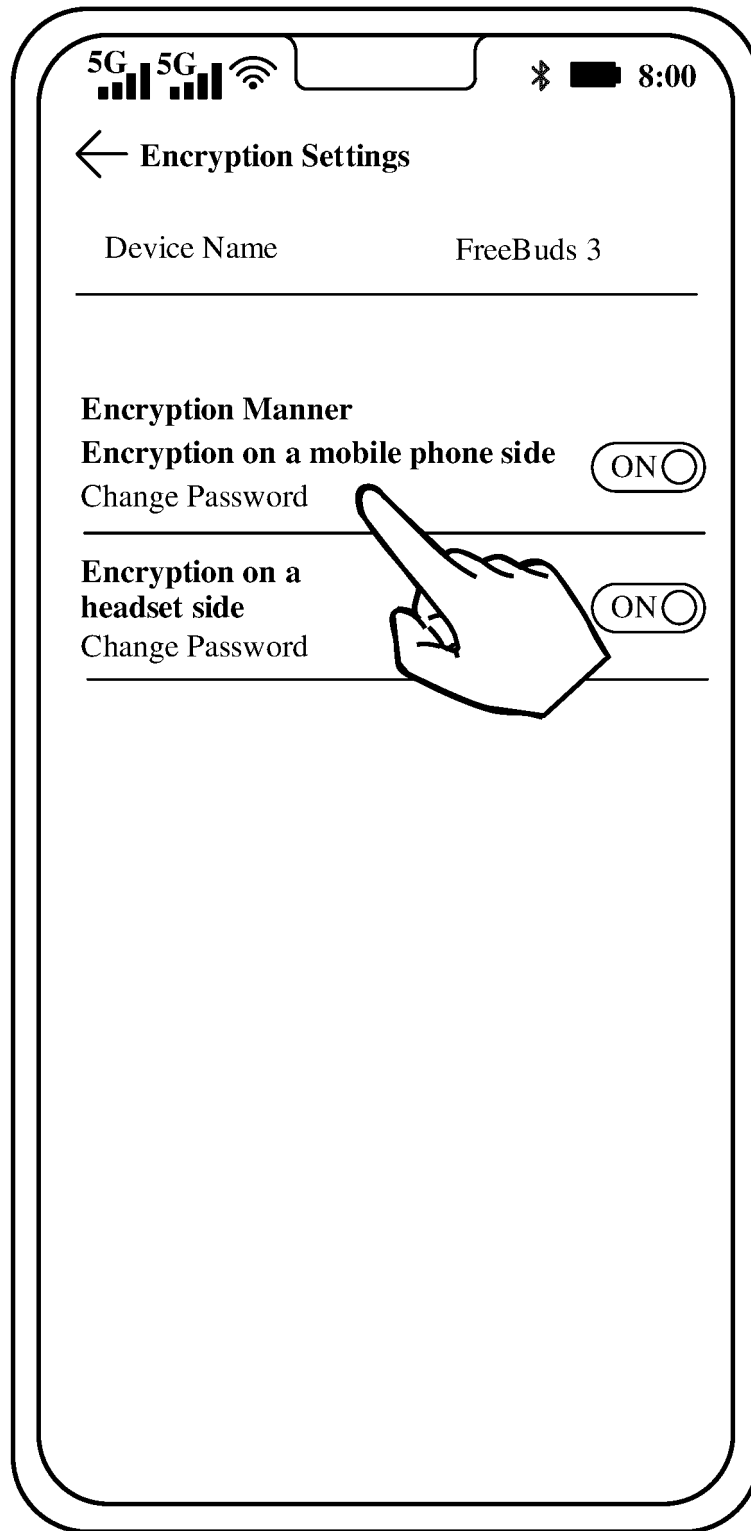 5G 5G 8:00
Encryption Settings
Device Name FreeBuds 3
Encryption Manner
Encryption on a mobile phone side
ON
Change Password
Encryption on a
headset side
ON
Change Password